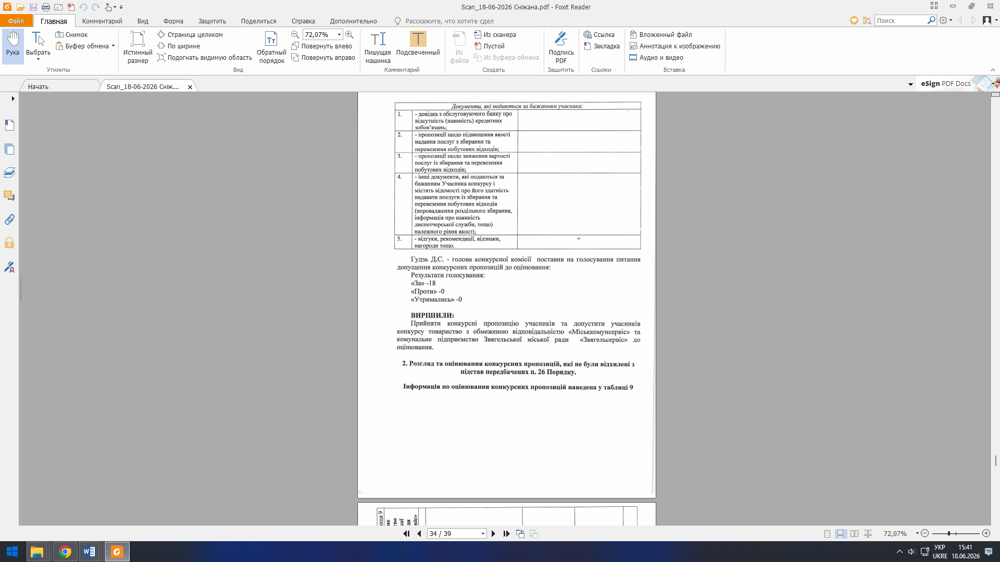 Scan_18-06-2026 Сніжана.pdf - Foxit Reader
Файл
Главная
Комментарий
Вид
Форма
Защитить
Поделиться
Справка
Дополнительно
Расскажите, что хотите сделать
Поиск
Рука
Выбрать
Снимок
Буфер обмена
Утилиты
Истинный размер
Страница целиком
По ширине
Подогнать видимую область
Обратный порядок
72,07%
Повернуть влево
Повернуть вправо
Вид
Пишущая машинка
Подсвеченный
Комментарий
Из файла
Из сканера
Пустой
Из буфера обмена
Создать
Подпись PDF
Защитить
Ссылка
Закладка
Ссылки
Вложенный файл
Аннотация к изображению
Аудио и видео
Вставка
Начать
Scan_18-06-2026 Сніж...
eSign PDF Docs
Документи, які подаються за бажанням учасника:
1.
- довідка з обслуговуючого банку про
відсутність (наявність) кредитних
зобов’язань;
2.
- пропозиції щодо підвищення якості
надання послуг з збирання та
перевезення побутових відходів;
3.
- пропозиції щодо зниження вартості
послуг із збирання та перевезення
побутових відходів;
4.
- інші документи, які подаються за
бажанням Учасника конкурсу і
містять відомості про його здатність
надавати послуги із збирання та
перевезення побутових відходів
(впровадження роздільного збирання,
інформація про наявність
диспетчерської служби, тощо)
належного рівня якості;
5.
- відгуки, рекомендації, відзнаки,
нагороди тощо.
+
Гудзь Д.С. - голова конкурсної комісії поставив на голосування питання
допущення конкурсних пропозицій до оцінювання:
Результати голосування:
«За» -18
«Проти» -0
«Утримались» -0
ВИРІШИЛИ:
Прийняти конкурсні пропозицію учасників та допустити учасників
конкурсу товариство з обмеженою відповідальністю «Міськкомунсервіс» та
комунальне підприємство Звягельської міської ради «Звягельсервіс» до
оцінювання.
2. Розгляд та оцінювання конкурсних пропозицій, які не були відхилені з
підстав передбачених п. 26 Порядку.
Інформація по оцінювання конкурсних пропозицій наведена у таблиці 9
34 / 39
72,07%
УКР
UKRE
15:41
18.06.2026